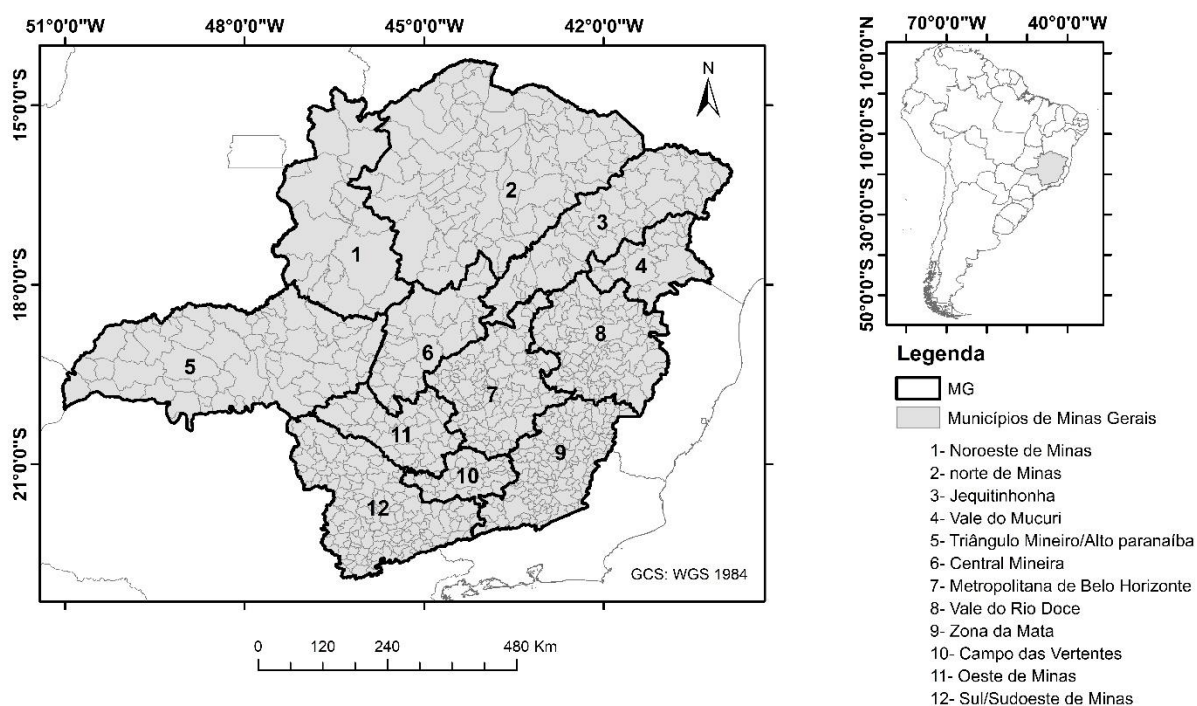 51°0'0"W 48°0'0"W 45°0'0"W 42°0'0"W
70°0'0"W 40°0'0"W
15°0'0"S
18°0'0"S
21°0'0"S
N
1
2
3
4
5
6
7
8
9
10
11
12
GCS: WGS 1984
0 120 240 480 Km
10°0'0"N
10°0'0"S
30°0'0"S
50°0'0"S
Legenda
MG
Municípios de Minas Gerais
1- Noroeste de Minas
2- norte de Minas
3- Jequitinhonha
4- Vale do Mucuri
5- Triângulo Mineiro/Alto paranaíba
6- Central Mineira
7- Metropolitana de Belo Horizonte
8- Vale do Rio Doce
9- Zona da Mata
10- Campo das Vertentes
11- Oeste de Minas
12- Sul/Sudoeste de Minas